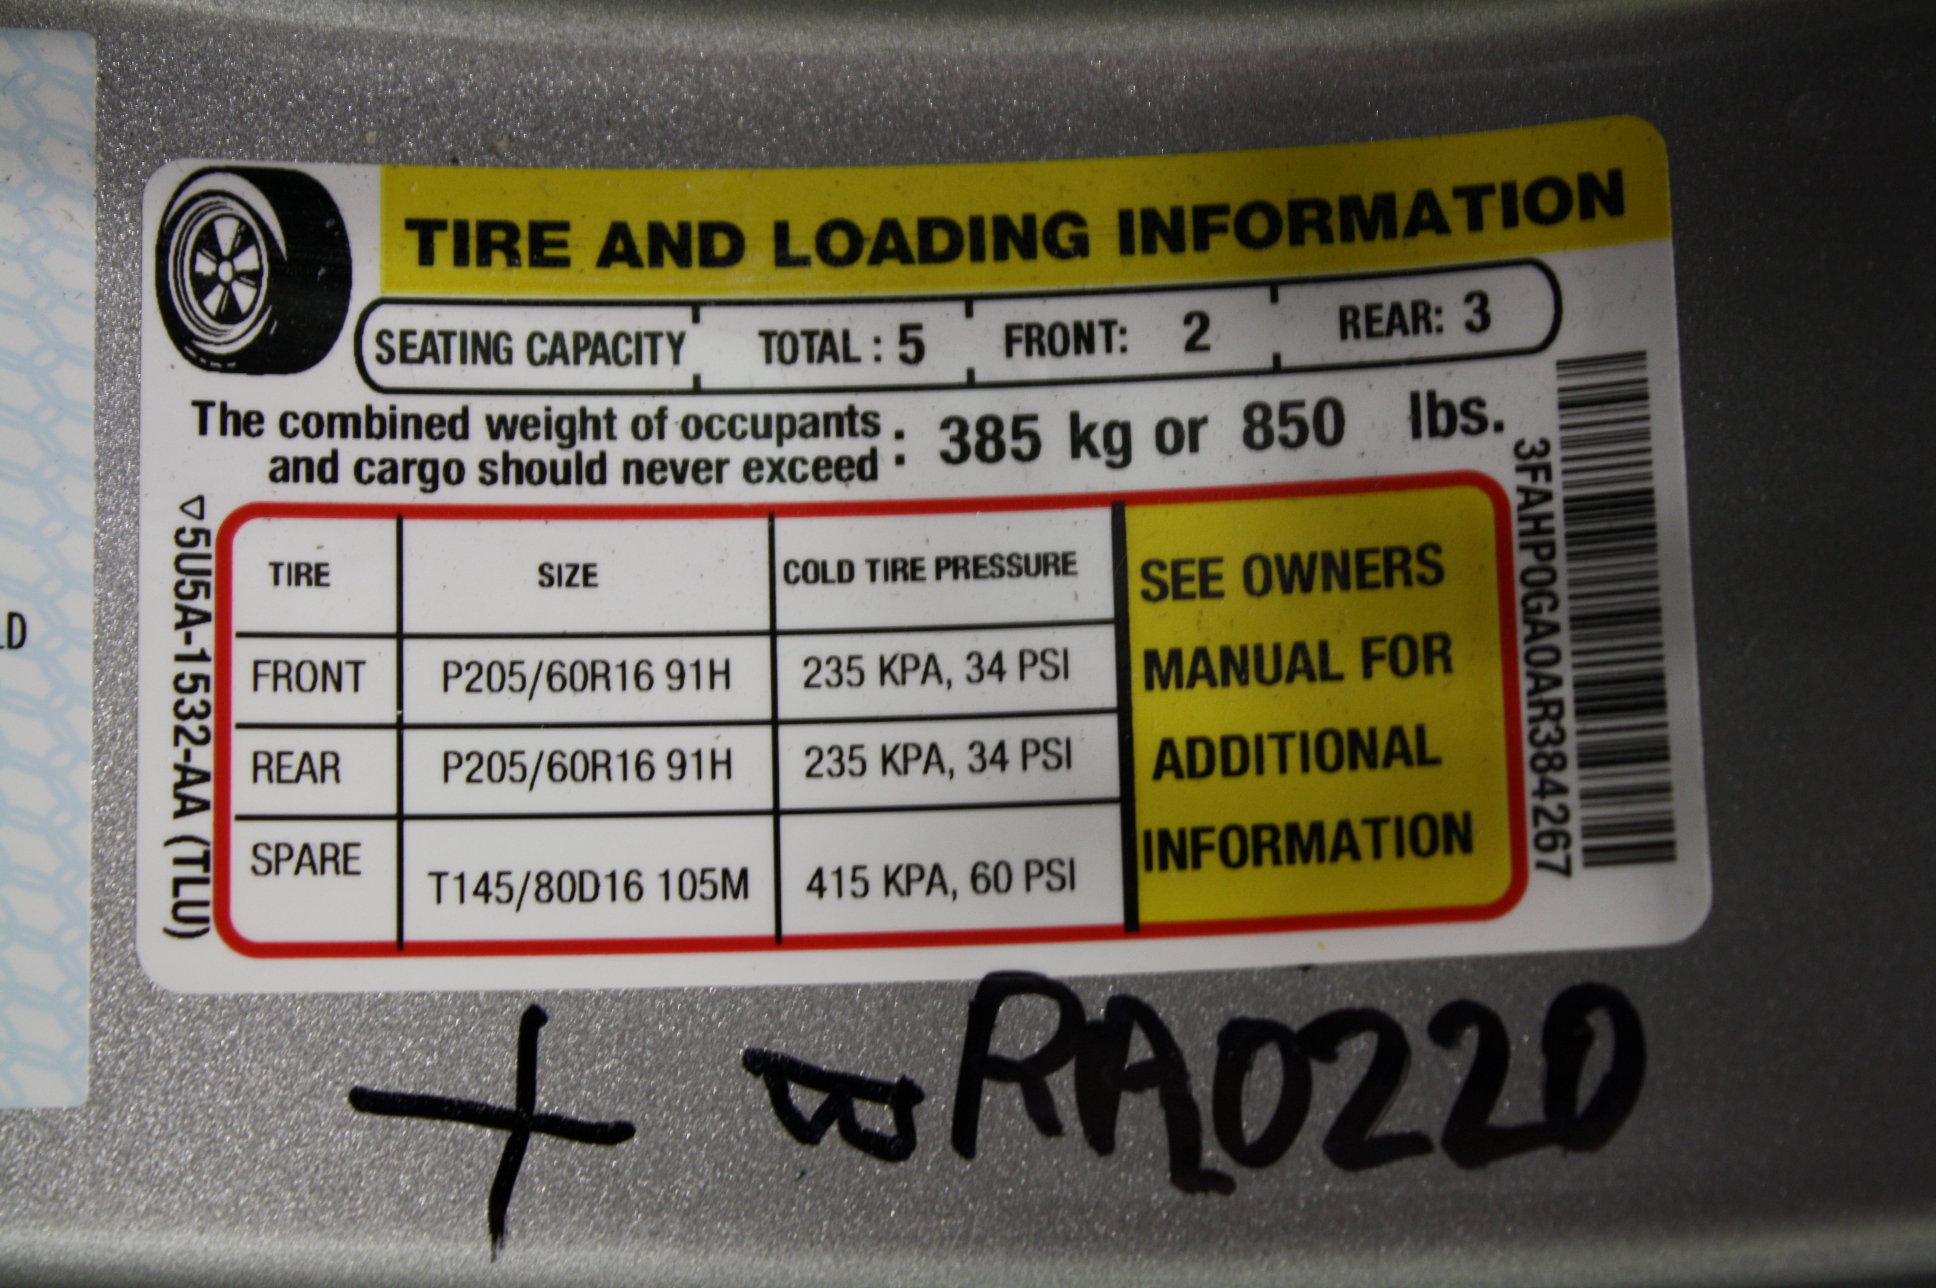 TIRE AND LOADING INFORMATION
SEATING CAPACITY TOTAL : 5 FRONT: 2 REAR: 3
The combined weight of occupants
and cargo should never exceed : 385 kg or 850 lbs.
TIRE SIZE COLD TIRE PRESSURE
FRONT P205/60R16 91H 235 KPA, 34 PSI
REAR P205/60R16 91H 235 KPA, 34 PSI
SPARE T145/80D16 105M 415 KPA, 60 PSI
SEE OWNERS
MANUAL FOR
ADDITIONAL
INFORMATION
5U5A-1532-AA (TLU)
3FAHP0GA0AR384267
RA0220
LD